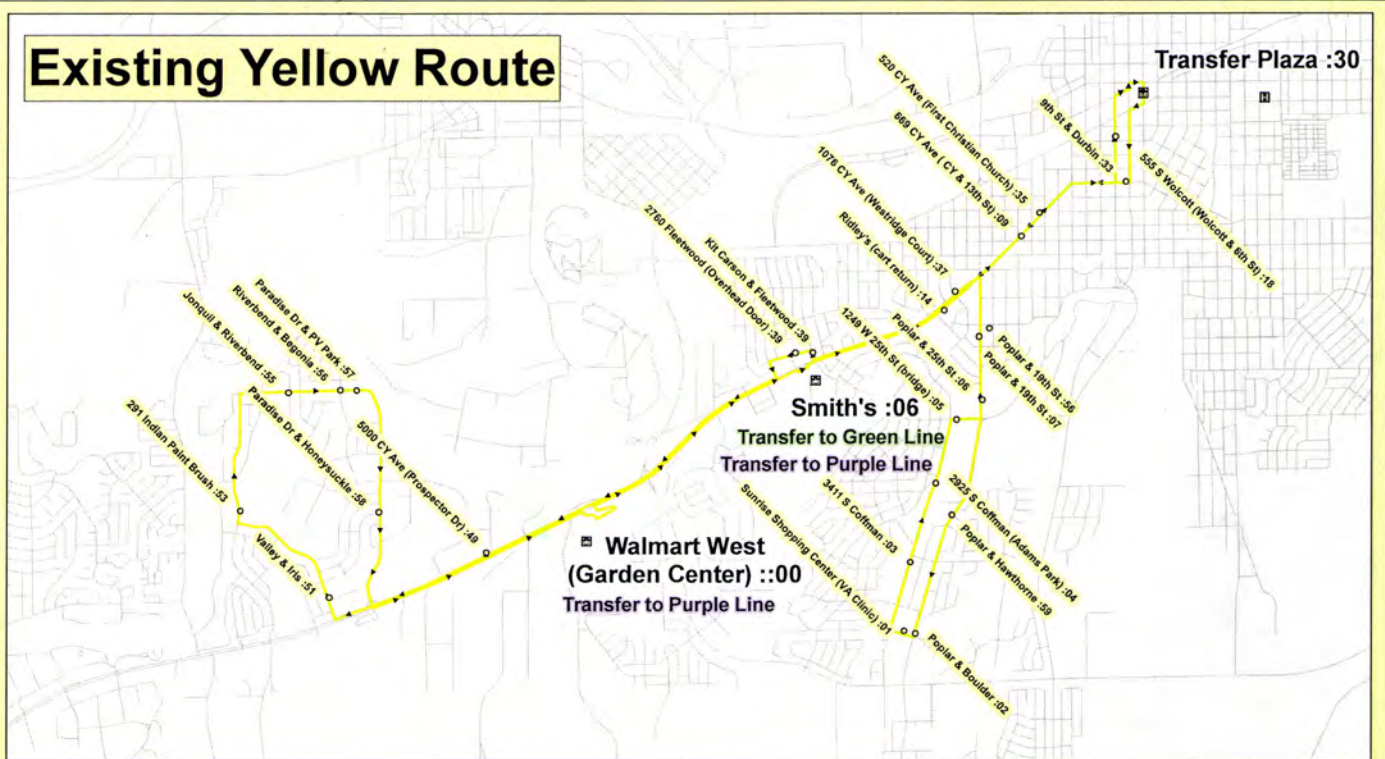 Existing Yellow Route
Transfer Plaza :30
H
520 CY Ave (First Christian Church) :35
669 CY Ave ( CY & 13th St) :09
1076 CY Ave (Westridge Court) :37
Ridley's (cart return) :14
9th St & Durbin :33
555 S Wolcott (Wolcott & 6th St) :18
Kit Carson & Fleetwood :39
2760 Fleetwood (Overhead Door) :39
Poplar & 25th St :06
1249 W 25th St (bridge) :05
Poplar & 19th St :56
Poplar & 19th St :07
Smith's :06
Transfer to Green Line
Transfer to Purple Line
Paradise Dr & PV Park :57
Riverbend & Begonia :56
Jonquil & Riverbend :55
291 Indian Paint Brush :53
Paradise Dr & Honeysuckle :58
5000 CY Ave (Prospector Dr) :49
Valley & Iris :51
Walmart West
(Garden Center) ::00
Transfer to Purple Line
3411 S Coffman :03
Sunrise Shopping Center (VA Clinic) :01
2925 S Coffman (Adams Park) :04
Poplar & Hawthorne :59
Poplar & Boulder :02